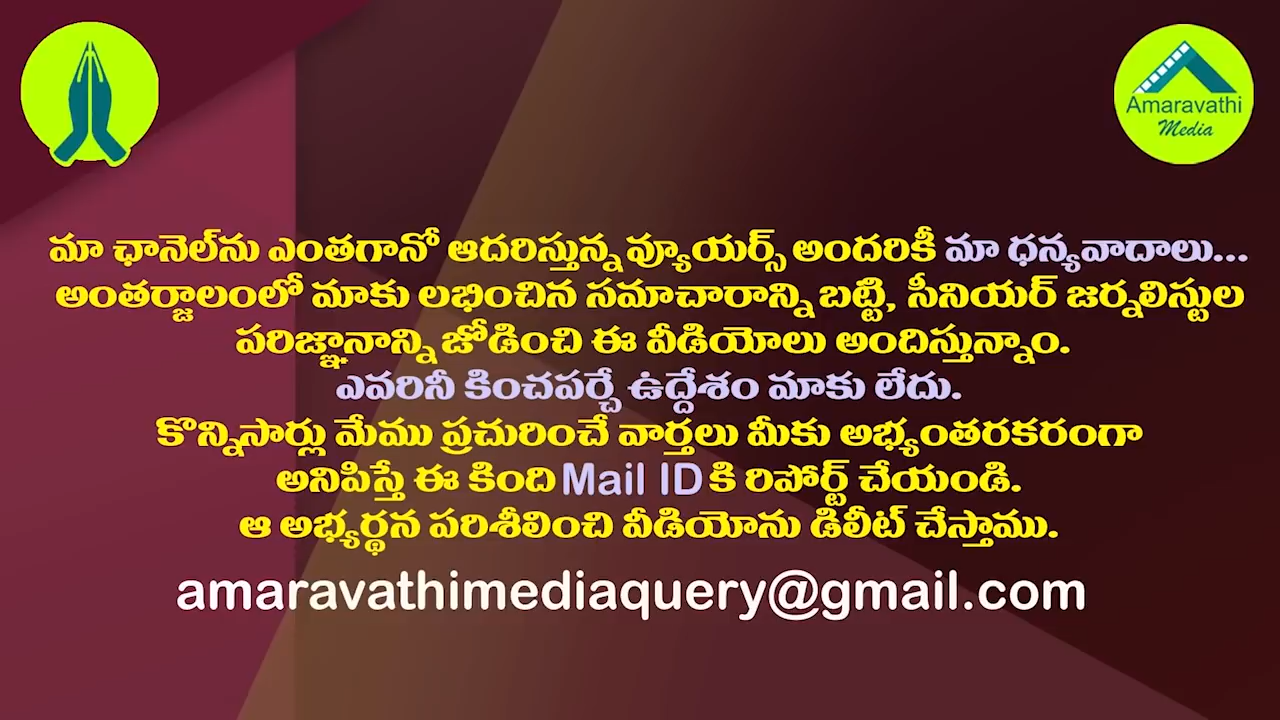 Amaravathi
Media
మా ఛానెల్‌ను ఎంతగానో ఆదరిస్తున్న వ్యూయర్స్ అందరికీ మా ధన్యవాదాలు...
అంతర్జాలంలో మాకు లభించిన సమాచారాన్ని బట్టి, సీనియర్ జర్నలిస్టుల
పరిజ్ఞానాన్ని జోడించి ఈ వీడియోలు అందిస్తున్నాం.
ఎవరినీ కించపర్చే ఉద్దేశం మాకు లేదు.
కొన్నిసార్లు మేము ప్రచురించే వార్తలు మీకు అభ్యంతరకరంగా
అనిపిస్తే ఈ కింది Mail ID కి రిపోర్ట్ చేయండి.
ఆ అభ్యర్థన పరిశీలించి వీడియోను డిలీట్ చేస్తాము.
amaravathimediaquery@gmail.com